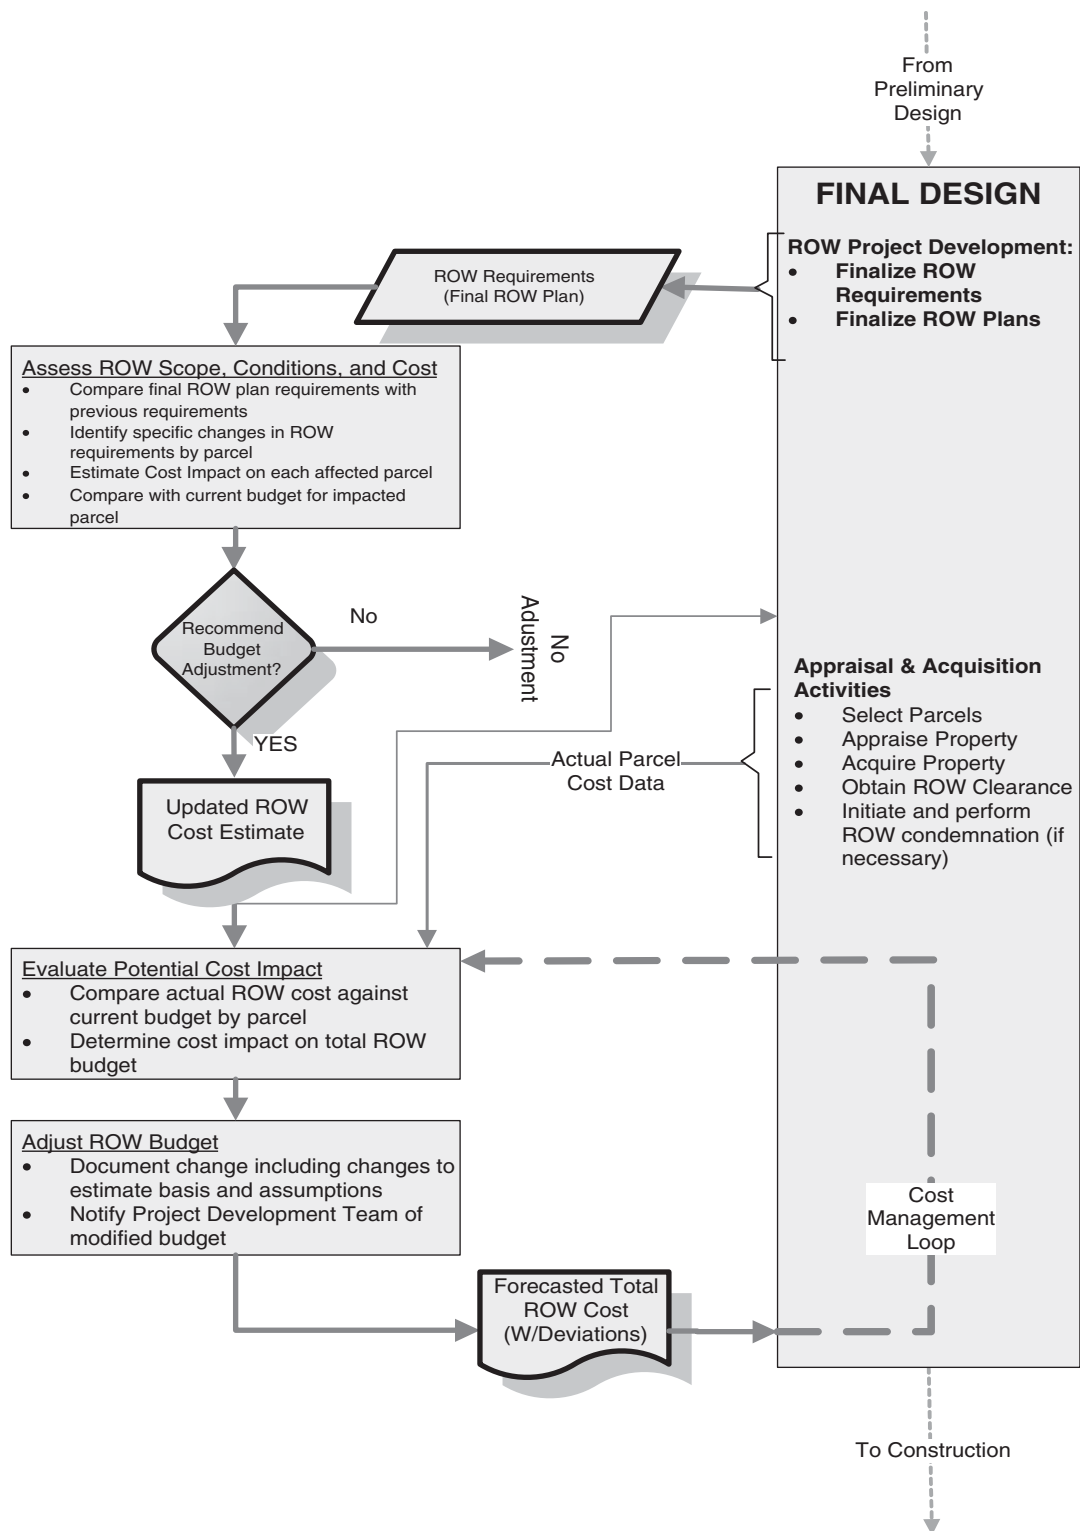 From
Preliminary
Design
FINAL DESIGN
ROW Project Development:
• Finalize ROW
Requirements
• Finalize ROW Plans
ROW Requirements
(Final ROW Plan)
Assess ROW Scope, Conditions, and Cost
• Compare final ROW plan requirements with
previous requirements
• Identify specific changes in ROW
requirements by parcel
• Estimate Cost Impact on each affected parcel
• Compare with current budget for impacted
parcel
Recommend
Budget
Adjustment?
No
No
Adustment
YES
Updated ROW
Cost Estimate
Appraisal & Acquisition
Activities
• Select Parcels
• Appraise Property
• Acquire Property
• Obtain ROW Clearance
• Initiate and perform
ROW condemnation (if
necessary)
Actual Parcel
Cost Data
Evaluate Potential Cost Impact
• Compare actual ROW cost against
current budget by parcel
• Determine cost impact on total ROW
budget
Adjust ROW Budget
• Document change including changes to
estimate basis and assumptions
• Notify Project Development Team of
modified budget
Forecasted Total
ROW Cost
(W/Deviations)
Cost
Management
Loop
To Construction